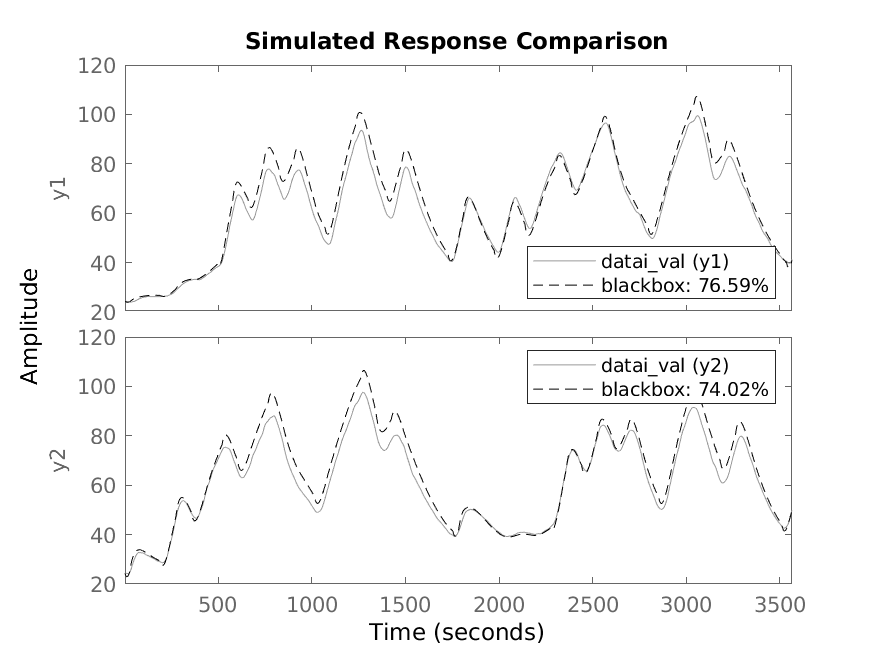 Simulated Response Comparison
120
100
80
60
40
20
y1
datai_val (y1)
blackbox: 76.59%
Amplitude
120
100
80
60
40
20
y2
datai_val (y2)
blackbox: 74.02%
500 1000 1500 2000 2500 3000 3500
Time (seconds)